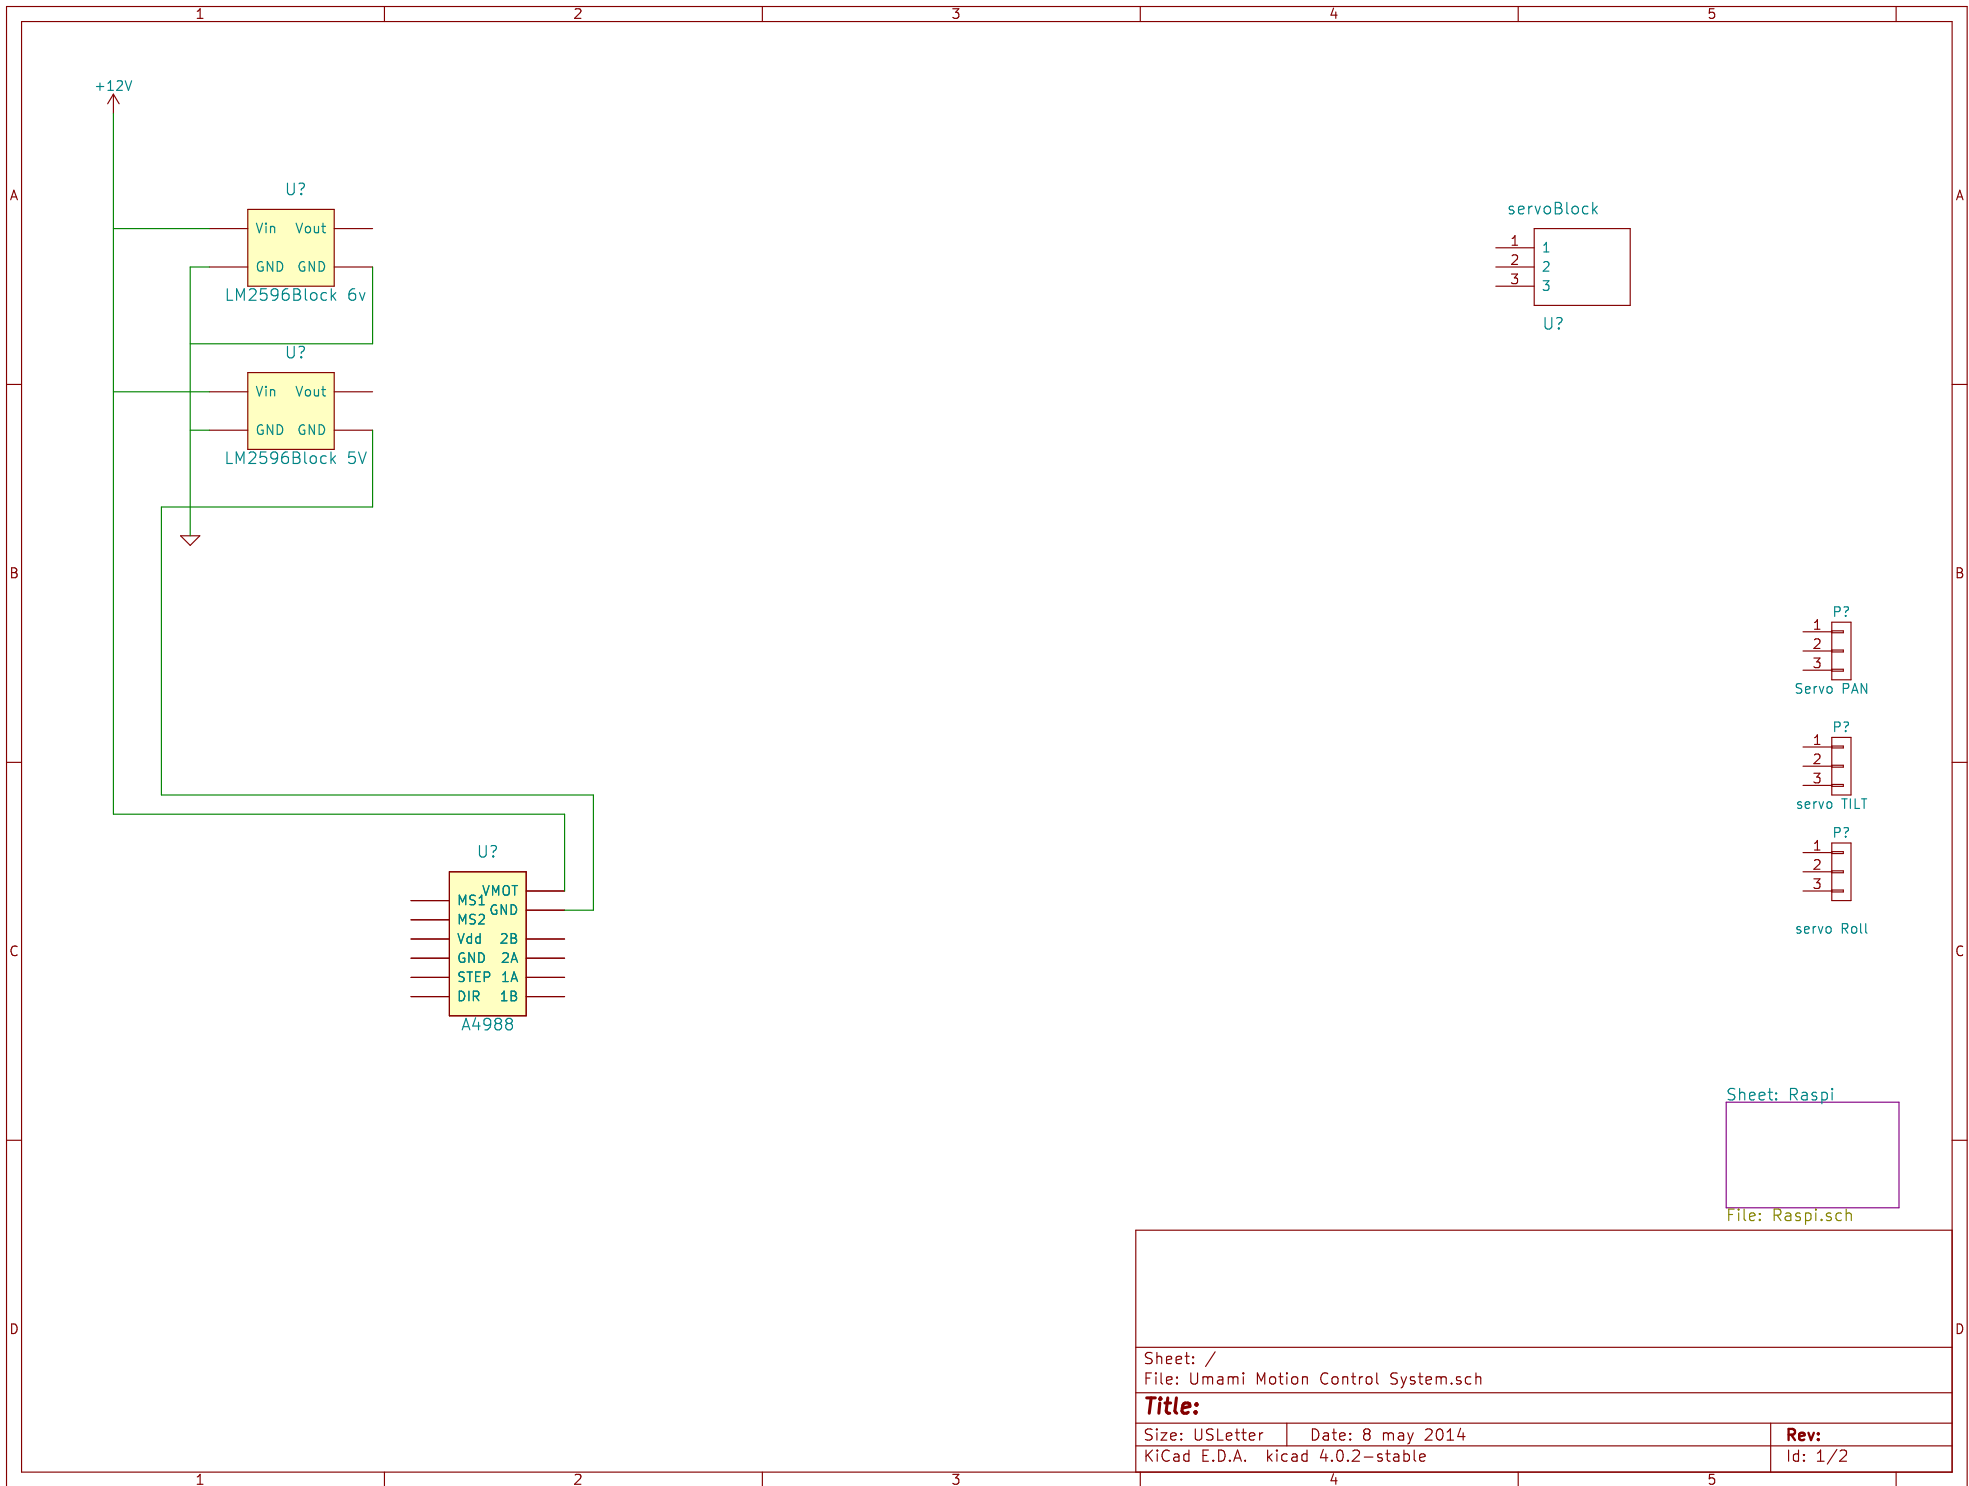 1 2 3 4 5
+12V
A A
U?
Vin Vout
GND GND
LM2596Block 6v
servoBlock
1 1
2 2
3 3
U?
U?
Vin Vout
GND GND
LM2596Block 5V
B B
P?
1
2
3
Servo PAN
P?
1
2
3
servo TILT
P?
1
2
3
servo Roll
U?
VMOT
MS1
GND
MS2
Vdd 2B
GND 2A
STEP 1A
DIR 1B
A4988
C C
Sheet: Raspi
File: Raspi.sch
D D
Sheet: /
File: Umami Motion Control System.sch
Title:
Size: USLetter Date: 8 may 2014 Rev:
KiCad E.D.A. kicad 4.0.2-stable Id: 1/2
1 2 3 4 5